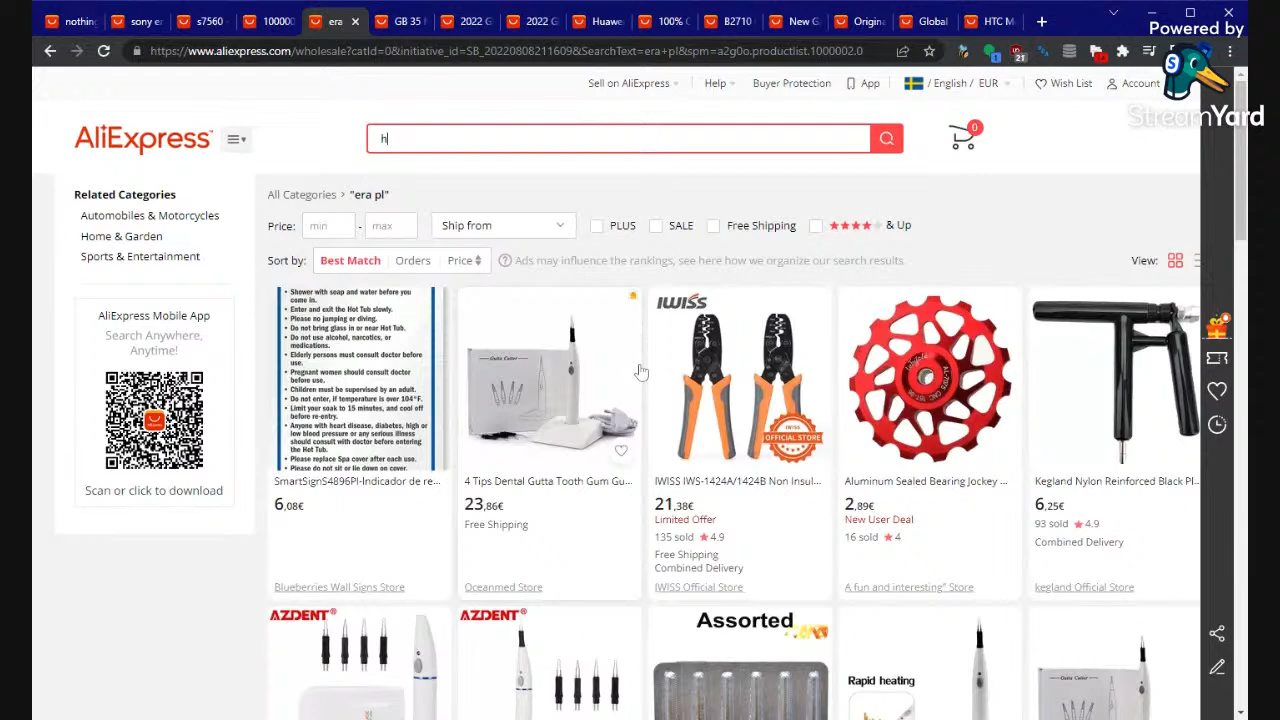 nothin
sony er
s7560
100000
era
GB 35 F
2022 G
2022 G
Huawe
100% O
B2710
New G
Origina
Global
HTC M
Powered by
https://www.aliexpress.com/wholesale?catId=0&initiative_id=SB_20220808211609&SearchText=era+pl&spm=a2g0o.productlist.1000002.0
1
21
StreamYard
Sell on AliExpress
Help
Buyer Protection
App
/ English / EUR
Wish List
Account
AliExpress
h
0
Related Categories
Automobiles & Motorcycles
Home & Garden
Sports & Entertainment
AliExpress Mobile App
Search Anywhere,
Anytime!
Scan or click to download
All Categories > "era pl"
Price: min - max Ship from PLUS SALE Free Shipping & Up
Sort by: Best Match Orders Price Ads may influence the rankings, see here how we organize our search results. View:
• Shower with soap and water before you
come in.
• Enter and exit the Hot Tub slowly.
• Please no jumping or diving.
• Do not bring glass in or near Hot Tub.
• Do not use alcohol, narcotics, or
medications.
• Elderly persons must consult doctor before
use.
• Pregnant women should consult doctor
before use.
• Children must be supervised by an adult.
• Do not enter, if temperature is over 104°F.
• Limit your soak to 15 minutes, and cool off
before re-entry.
• Anyone with heart disease, diabetes, high
or low blood pressure or any serious illness
should consult with doctor before entering
the Hot Tub.
• Please replace Spa cover after each use.
• Please do not sit or lie down on cover.
SmartSignS4896PI-Indicador de re...
6,08€
Blueberries Wall Signs Store
Gutta Cutter
4 Tips Dental Gutta Tooth Gum Gu...
23,86€
Free Shipping
Oceanmed Store
IWISS
IWISS
OFFICIAL STORE
IWISS IWS-1424A/1424B Non Insul...
21,38€
Limited Offer
135 sold ★ 4.9
Free Shipping
Combined Delivery
IWISS Official Store
Aluminum Sealed Bearing Jockey ...
2,89€
New User Deal
16 sold ★ 4
A fun and interesting" Store
Kegland Nylon Reinforced Black Pl...
6,25€
93 sold ★ 4.9
Combined Delivery
kegland Official Store
AZDENT®
AZDENT®
Assorted
Rapid heating
Gutta Cutter